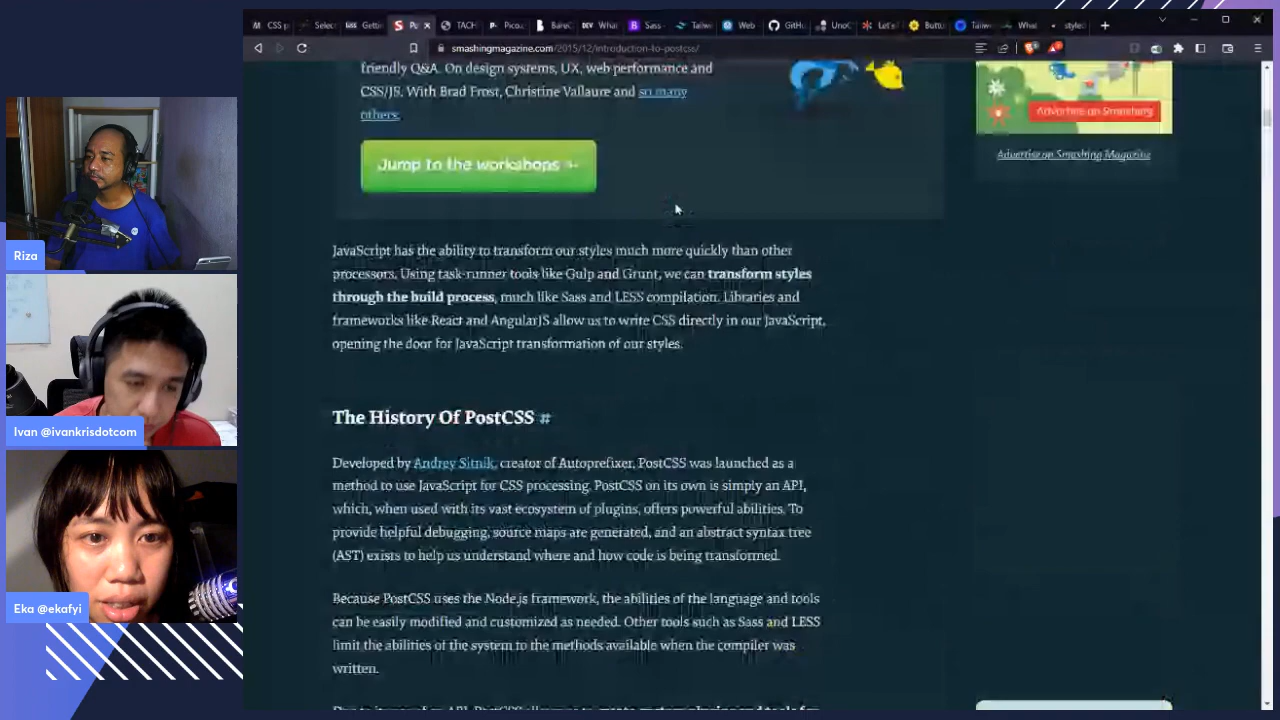 CSS p
Selec
Gettin
Po
TACH
Pico.
Bare
Wha
Sass -
Tailw
Web
GitHu
UnoC
Let's
Butto
Tailw
What
styled
smashingmagazine.com/2015/12/introduction-to-postcss/
friendly Q&A. On design systems, UX, web performance and
CSS/JS. With Brad Frost, Christine Vallaure and so many
others.
Jump to the workshops
Advertise on Smashing
Advertise on Smashing Magazine
JavaScript has the ability to transform our styles much more quickly than other
processors. Using task-runner tools like Gulp and Grunt, we can transform styles
through the build process, much like Sass and LESS compilation. Libraries and
frameworks like React and AngularJS allow us to write CSS directly in our JavaScript,
opening the door for JavaScript transformation of our styles.
The History Of PostCSS #
Developed by Andrey Sitnik, creator of Autoprefixer, PostCSS was launched as a
method to use JavaScript for CSS processing. PostCSS on its own is simply an API,
which, when used with its vast ecosystem of plugins, offers powerful abilities. To
provide helpful debugging, source maps are generated, and an abstract syntax tree
(AST) exists to help us understand where and how code is being transformed.
Because PostCSS uses the Node.js framework, the abilities of the language and tools
can be easily modified and customized as needed. Other tools such as Sass and LESS
limit the abilities of the system to the methods available when the compiler was
written.
Riza
Ivan @ivankrisdotcom
Eka @ekafyi